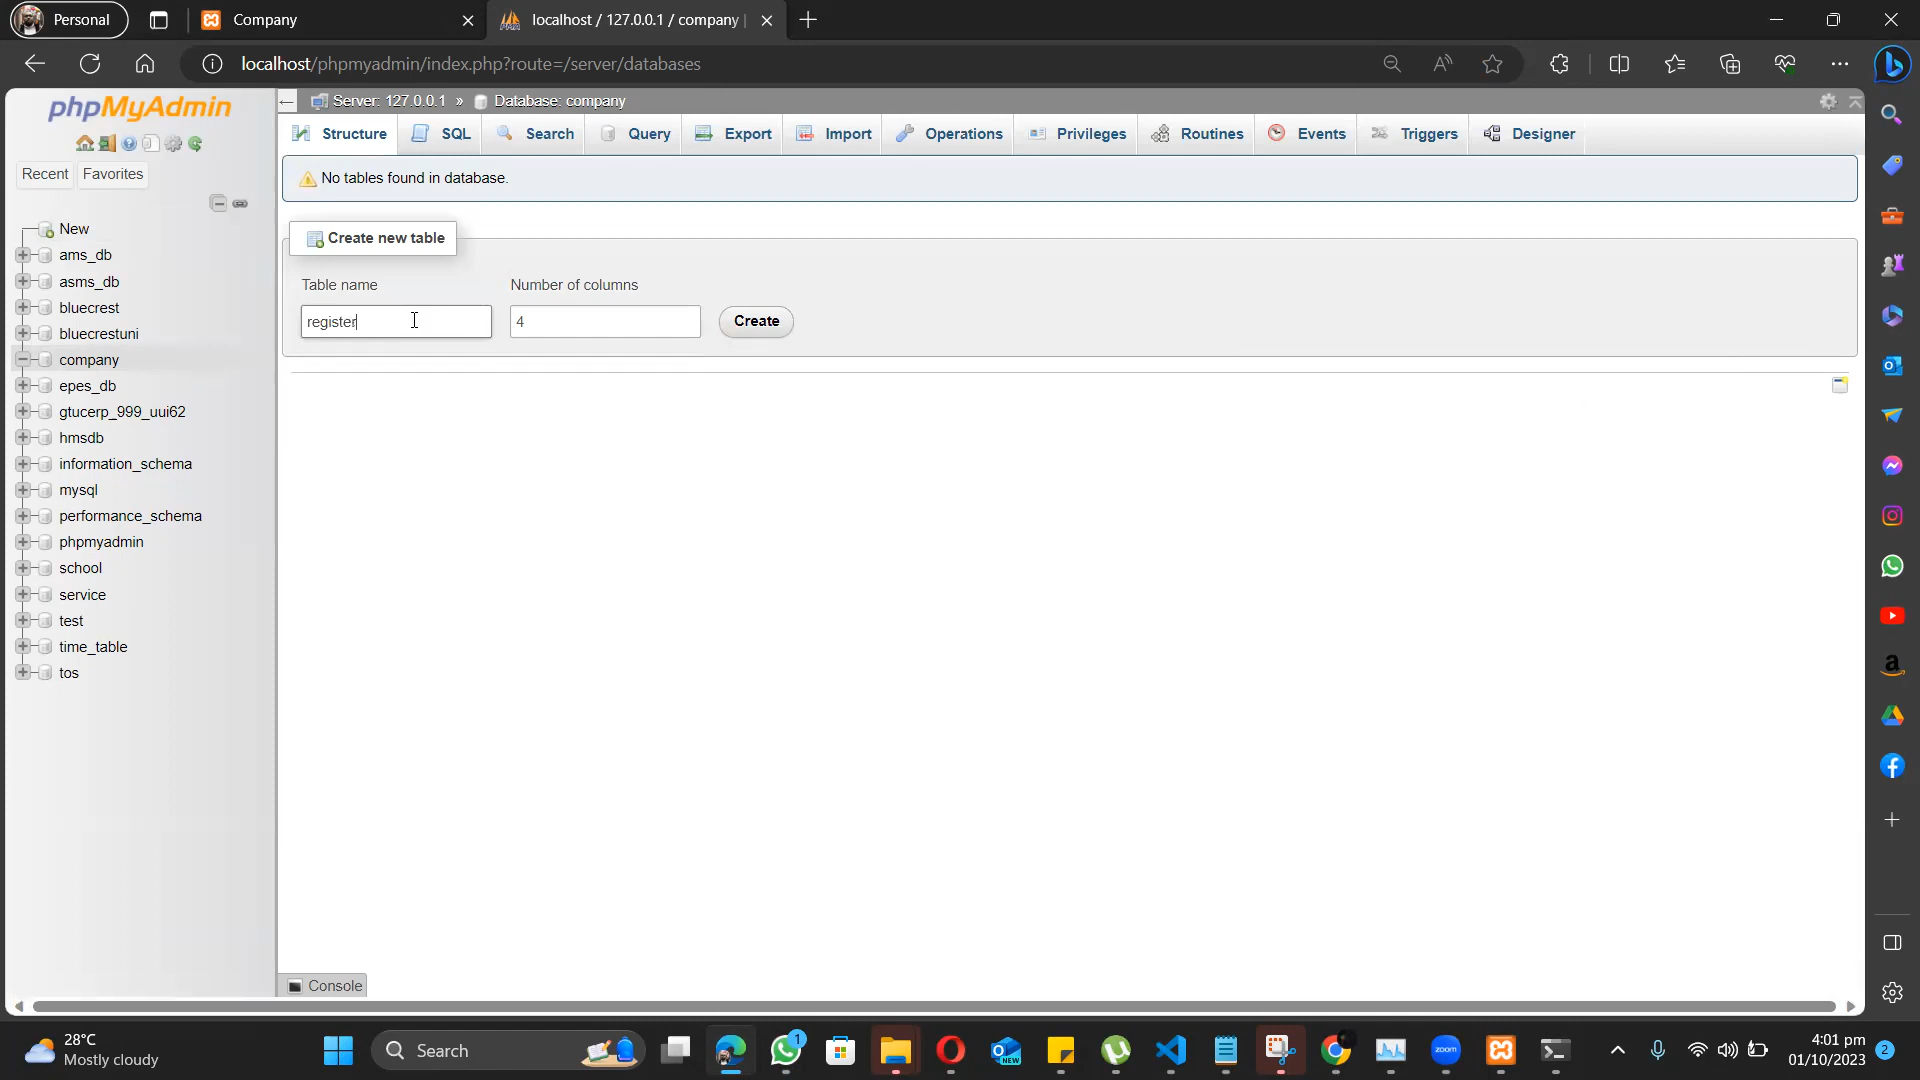 Personal
Company
localhost / 127.0.0.1 / company |
localhost/phpmyadmin/index.php?route=/server/databases
phpMyAdmin
Recent
Favorites
New
ams_db
asms_db
bluecrest
bluecrestuni
company
epes_db
gtucerp_999_uui62
hmsdb
information_schema
mysql
performance_schema
phpmyadmin
school
service
test
time_table
tos
Server: 127.0.0.1 » Database: company
Structure
SQL
Search
Query
Export
Import
Operations
Privileges
Routines
Events
Triggers
Designer
No tables found in database.
Create new table
Table name
Number of columns
register
4
Create
Console
28°C
Mostly cloudy
Search
1
NEW
zoom
4:01 pm
01/10/2023
2